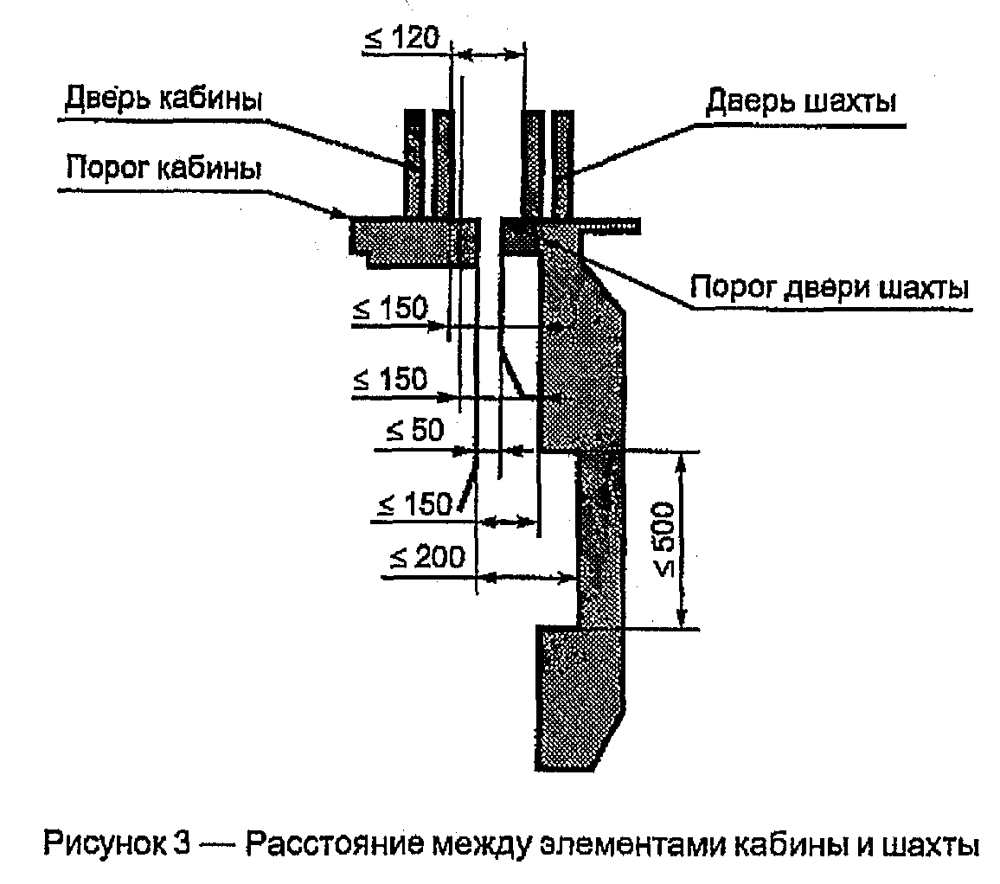 ≤ 120
Дверь кабины
Дверь шахты
Порог кабины
Порог двери шахты
≤ 150
≤ 150
≤ 50
≤ 150
≤ 200
≤ 500
Рисунок 3 — Расстояние между элементами кабины и шахты